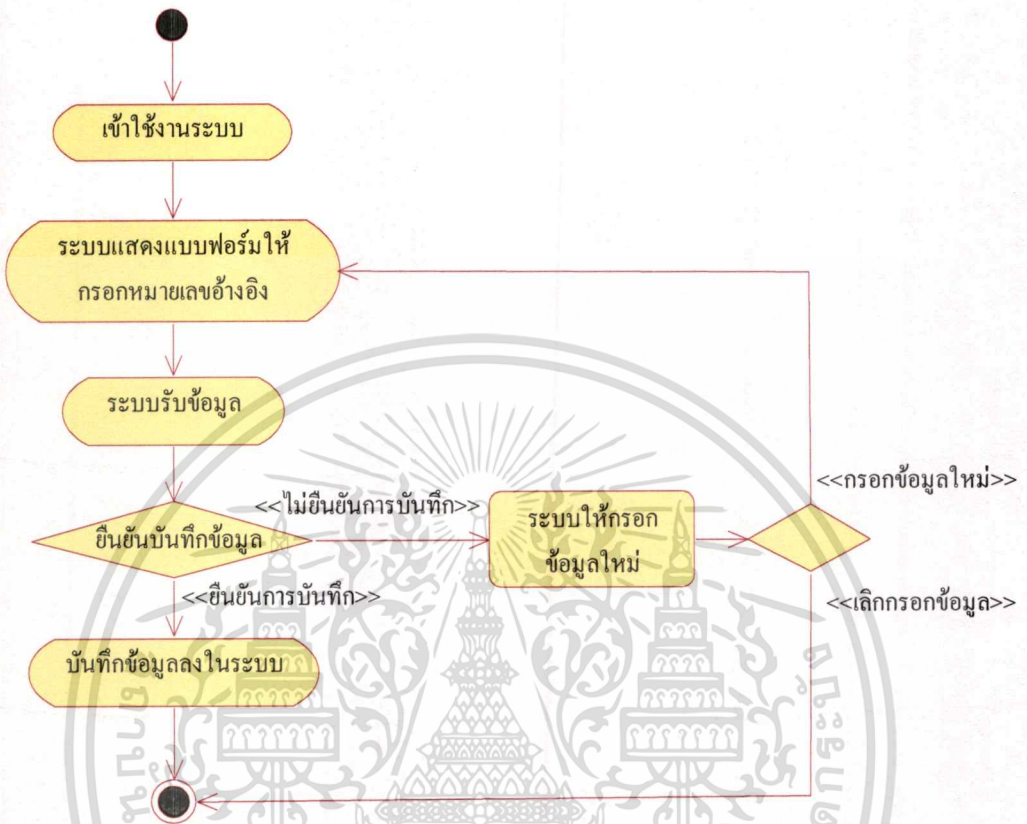 เข้าใช้งานระบบ
ระบบแสดงแบบฟอร์มให้
กรอกหมายเลขอ้างอิง
ระบบรับข้อมูล
<<กรอกข้อมูลใหม่>>
<<ไม่ยืนยันการบันทึก>>
ระบบให้กรอก
ข้อมูลใหม่
ยืนยันบันทึกข้อมูล
<<ยืนยันการบันทึก>>
<<เลิกกรอกข้อมูล>>
บันทึกข้อมูลลงในระบบ